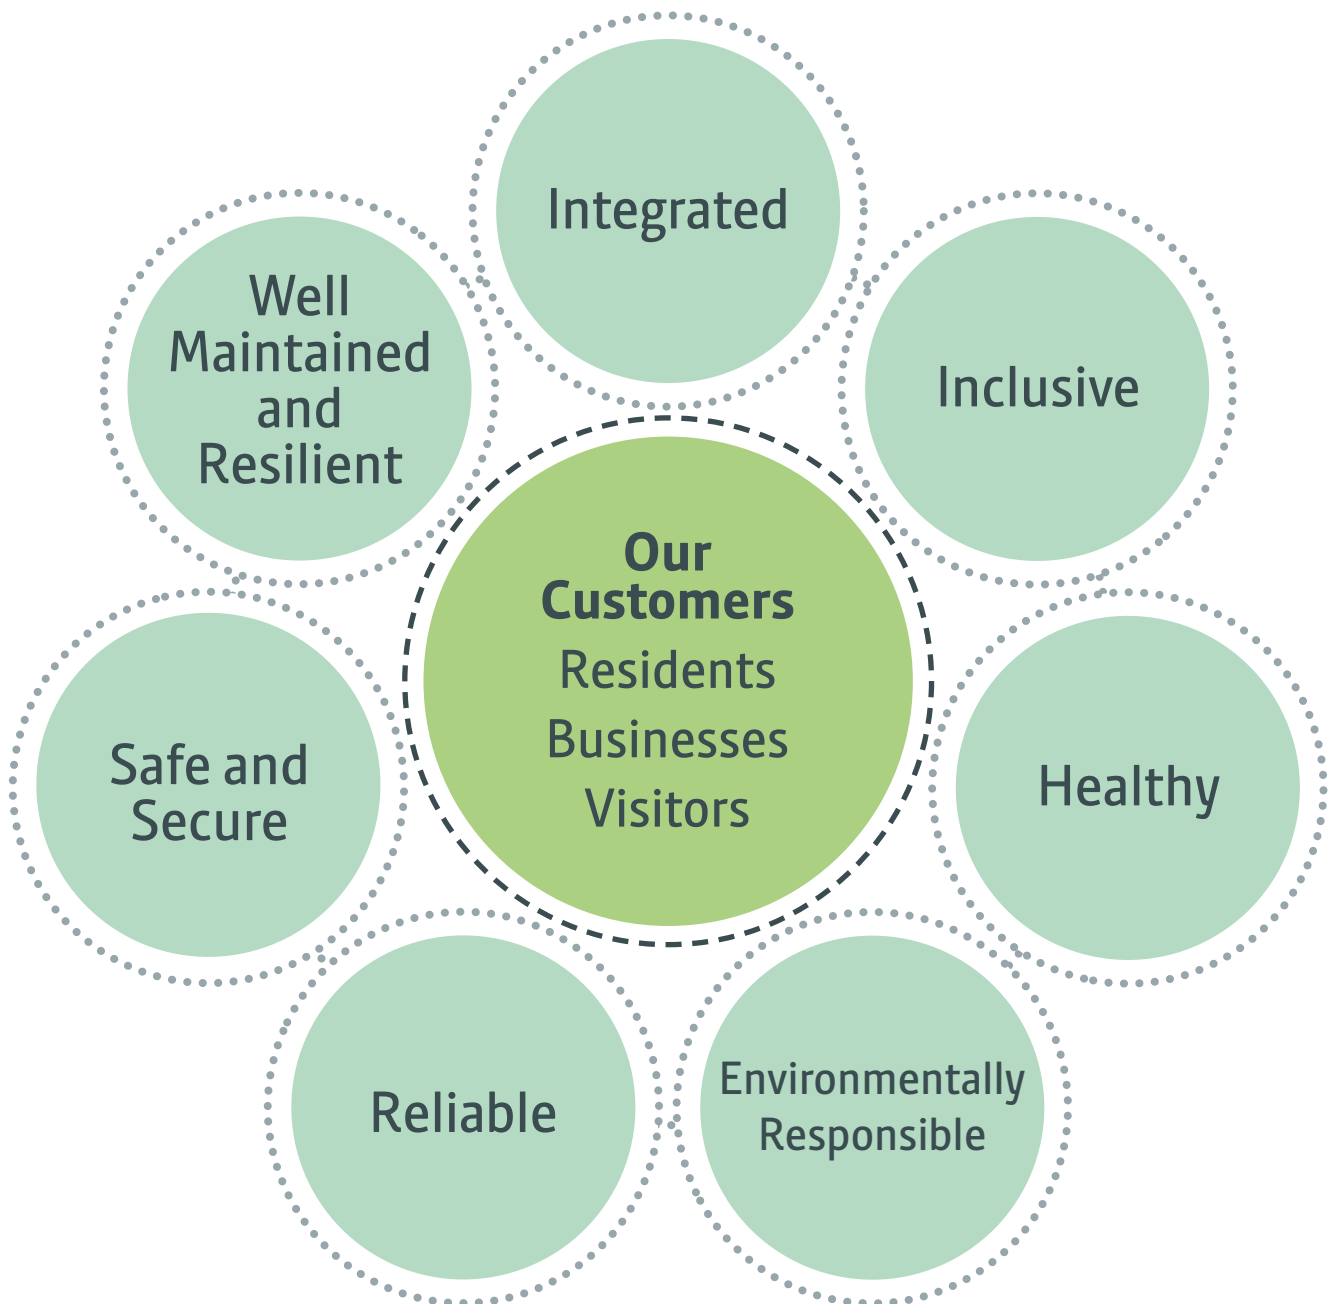 Integrated
Inclusive
Healthy
Environmentally
Responsible
Reliable
Safe and
Secure
Well
Maintained
and
Resilient
Our
Customers
Residents
Businesses
Visitors